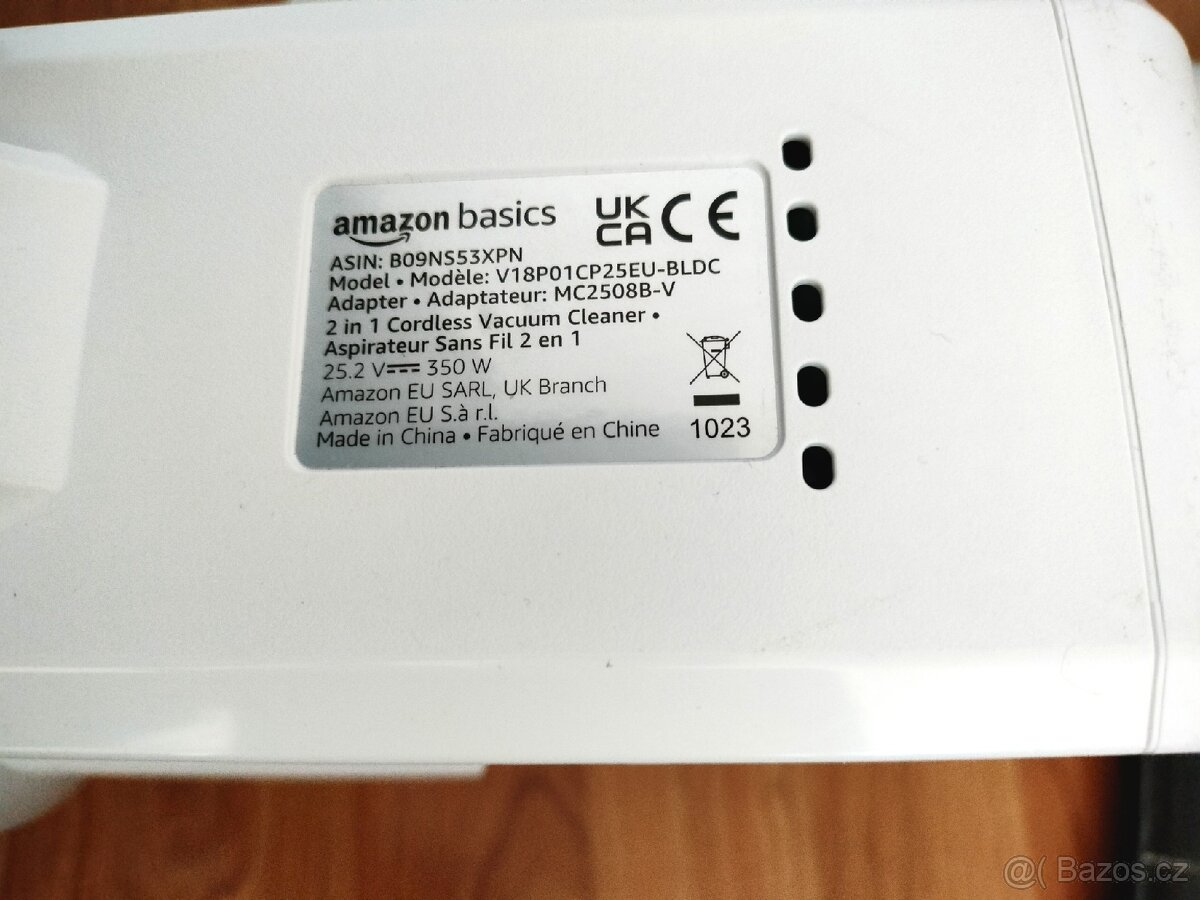 amazon basics
UK
CA
CE
ASIN: B09NS53XPN
Model • Modèle: V18P01CP25EU-BLDC
Adapter • Adaptateur: MC2508B-V
2 in 1 Cordless Vacuum Cleaner •
Aspirateur Sans Fil 2 en 1
25.2 V⎓ 350 W
Amazon EU SARL, UK Branch
Amazon EU S.à r.l.
Made in China • Fabriqué en Chine
1023
@( Bazos.cz